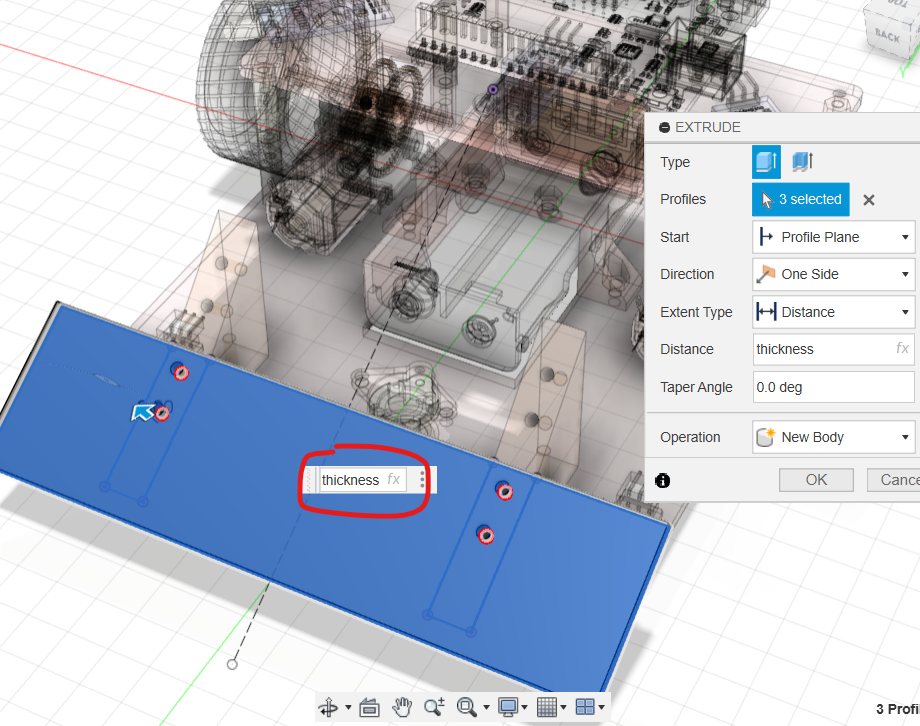 TOP
BACK
EXTRUDE
Type
Profiles 3 selected
Start Profile Plane
Direction One Side
Extent Type Distance
Distance thickness fx
Taper Angle 0.0 deg
Operation New Body
OK Cance
thickness fx
3 Profi